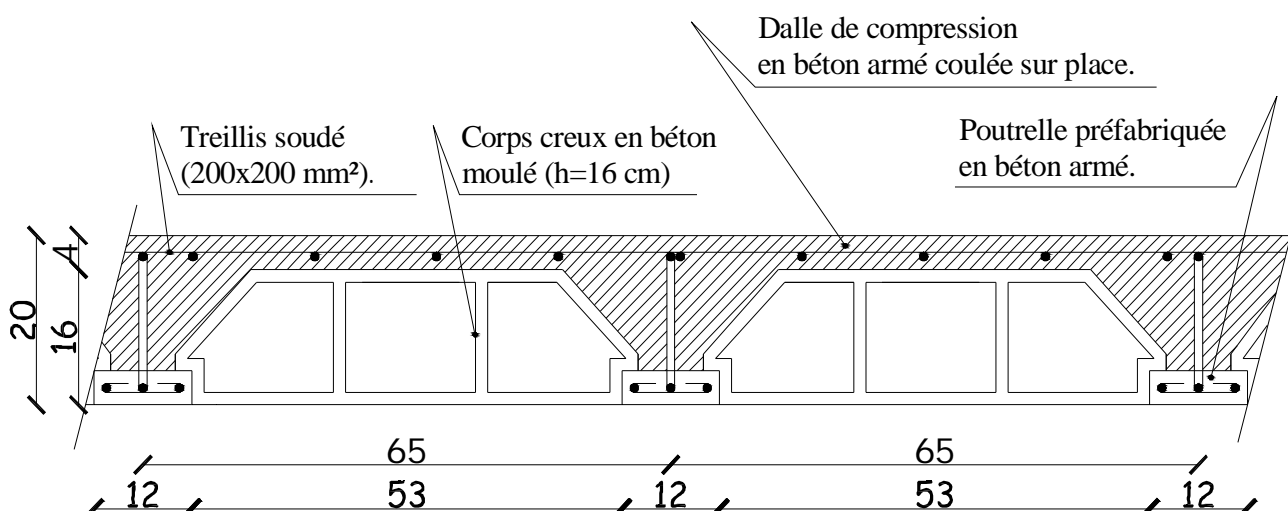 Dalle de compression
en béton armé coulée sur place.
Treillis soudé
(200x200 mm²).
Corps creux en béton
moulé (h=16 cm)
Poutrelle préfabriquée
en béton armé.
4
20
16
65
65
12
53
12
53
12